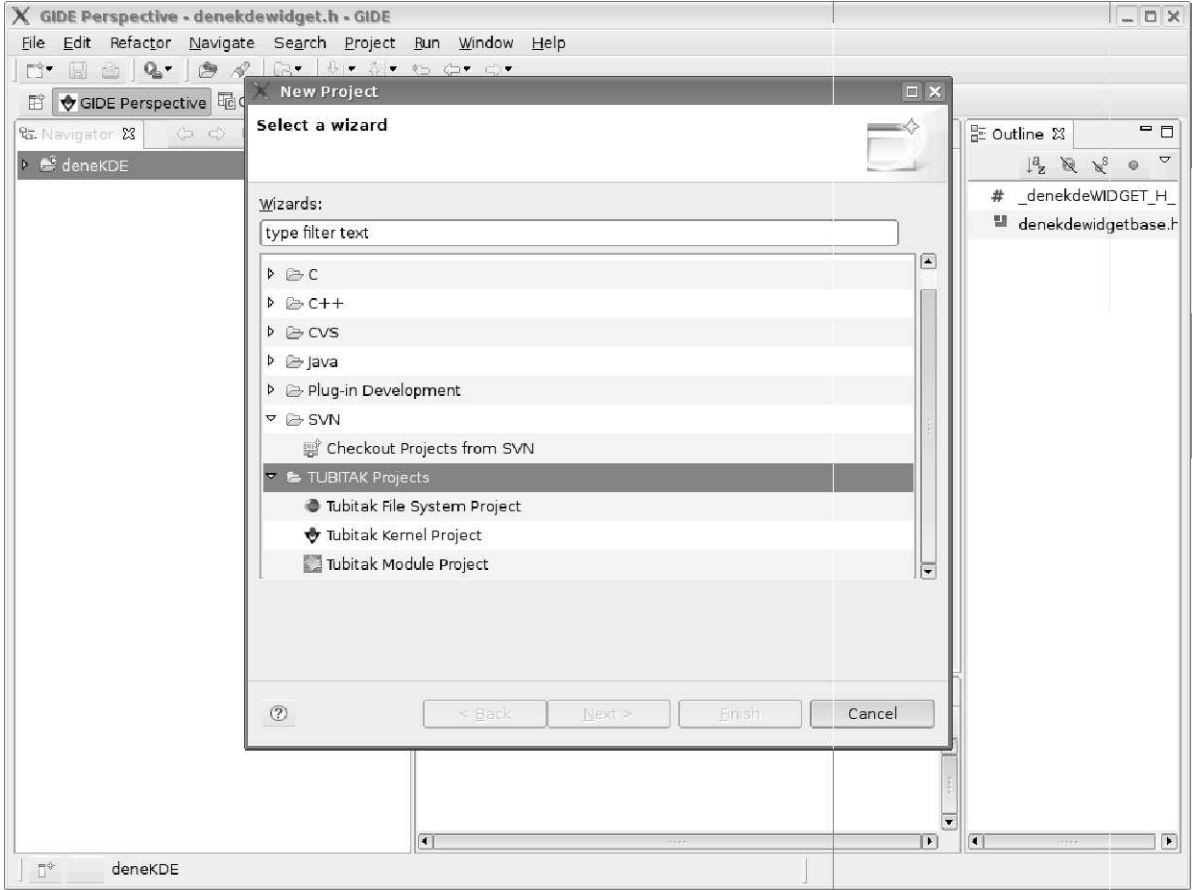 GIDE Perspective - denekdewidget.h - GIDE
File Edit Refactor Navigate Search Project Run Window Help
GIDE Perspective
New Project
Navigator
Outline
Select a wizard
deneKDE
# _denekdeWIDGET_H_
denekdewidgetbase.h
Wizards:
type filter text
C
C++
CVS
Java
Plug-in Development
SVN
Checkout Projects from SVN
TUBITAK Projects
Tubitak File System Project
Tubitak Kernel Project
Tubitak Module Project
< Back Next > Finish Cancel
deneKDE